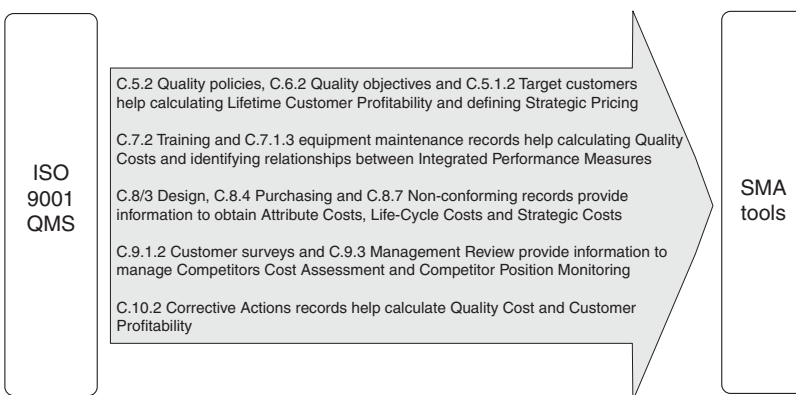 ISO
9001
QMS
C.5.2 Quality policies, C.6.2 Quality objectives and C.5.1.2 Target customers
help calculating Lifetime Customer Profitability and defining Strategic Pricing
C.7.2 Training and C.7.1.3 equipment maintenance records help calculating Quality
Costs and identifying relationships between Integrated Performance Measures
C.8/3 Design, C.8.4 Purchasing and C.8.7 Non-conforming records provide
information to obtain Attribute Costs, Life-Cycle Costs and Strategic Costs
C.9.1.2 Customer surveys and C.9.3 Management Review provide information to
manage Competitors Cost Assessment and Competitor Position Monitoring
C.10.2 Corrective Actions records help calculate Quality Cost and Customer
Profitability
SMA
tools